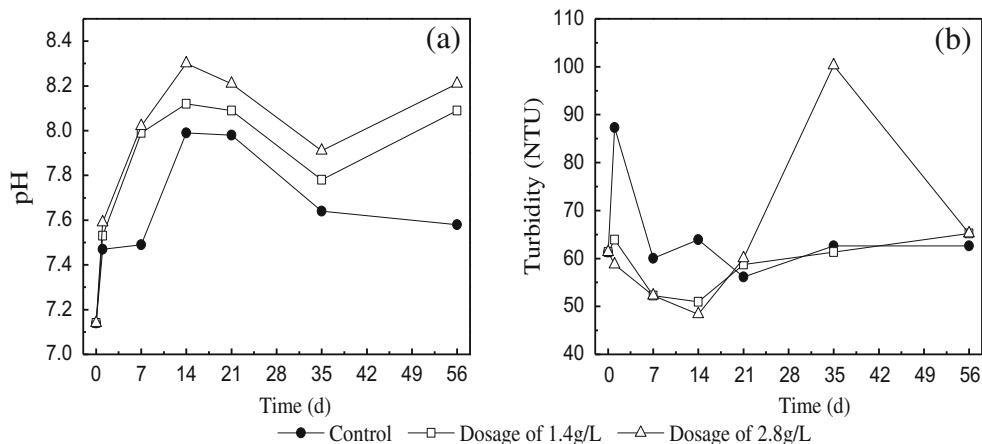 (a)
8.4
8.2
8.0
7.8
7.6
7.4
7.2
7.0
pH
0 7 14 21 28 35 42 49 56
Time (d)
(b)
110
100
90
80
70
60
50
40
Turbidity (NTU)
0 7 14 21 28 35 42 49 56
Time (d)
Control Dosage of 1.4g/L Dosage of 2.8g/L